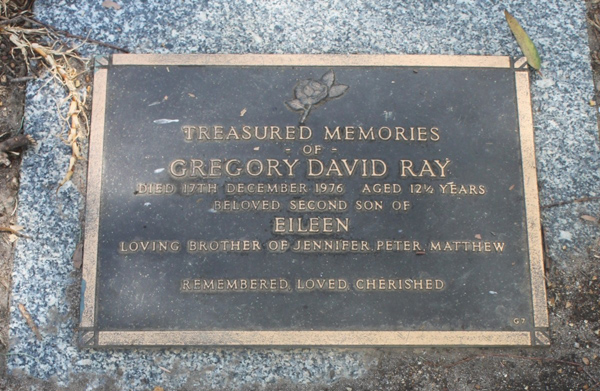 TREASURED MEMORIES
- OF -
GREGORY DAVID RAY
DIED 17TH DECEMBER 1976 AGED 12½ YEARS
BELOVED SECOND SON OF
EILEEN
LOVING BROTHER OF JENNIFER, PETER, MATTHEW
REMEMBERED LOVED CHERISHED
G7